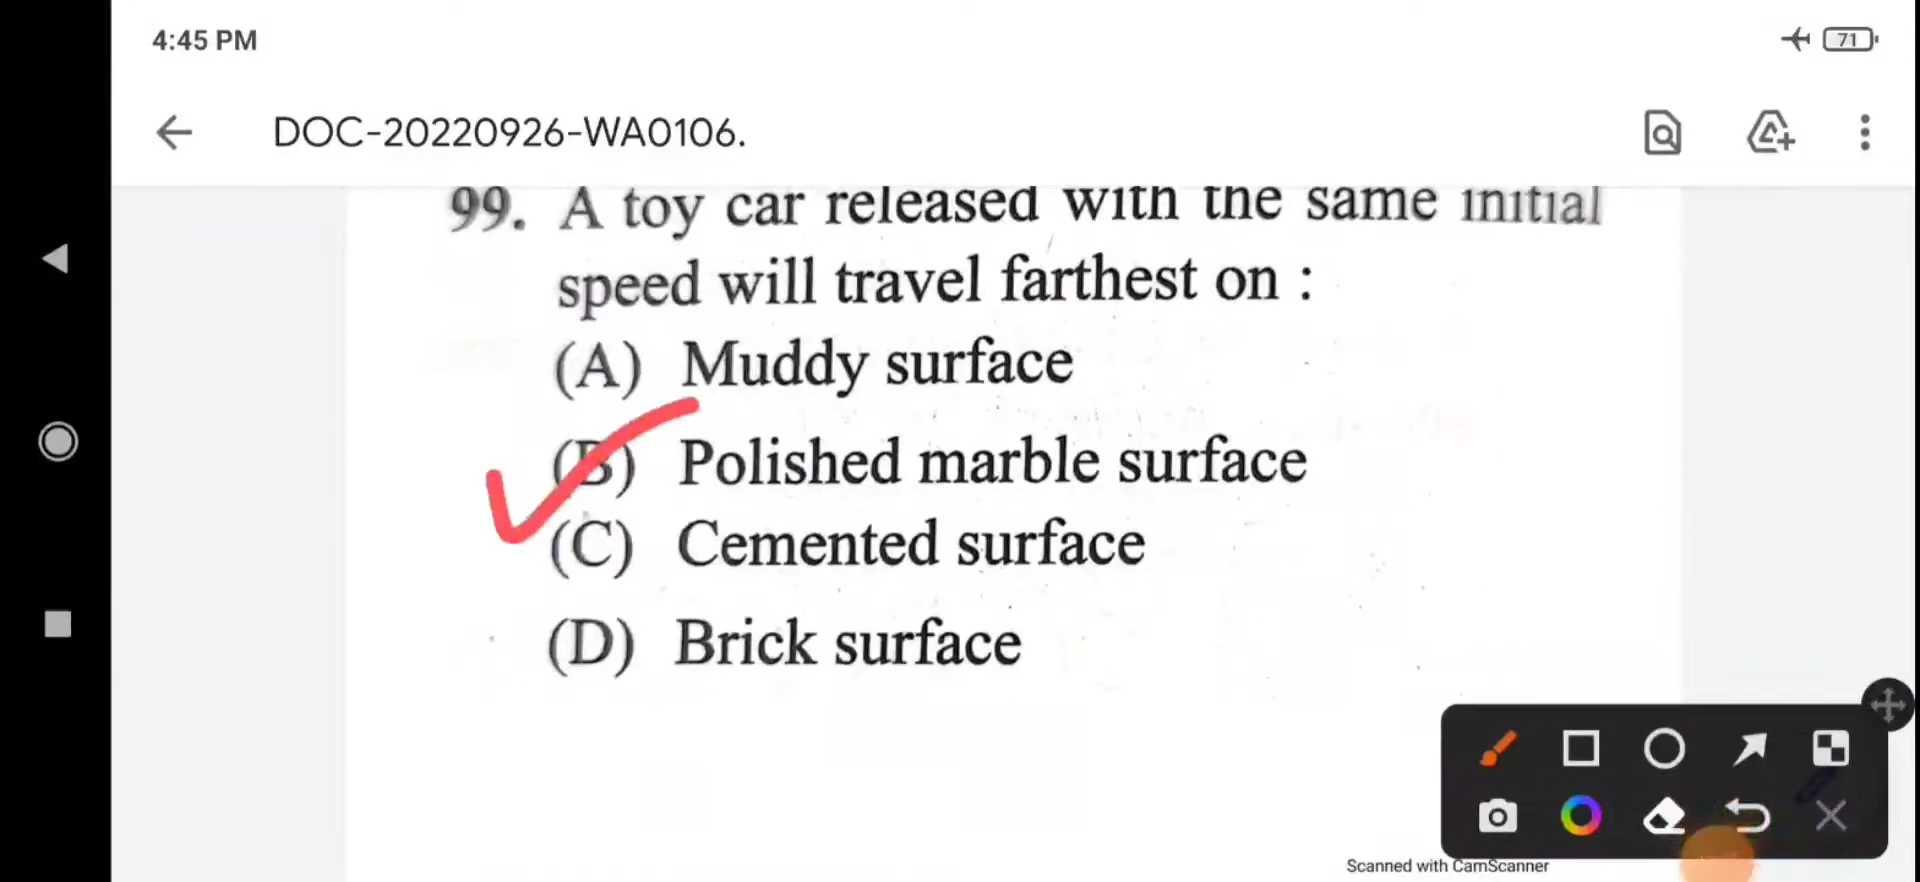 4:45 PM
71
DOC-20220926-WA0106.
99. A toy car released with the same initial
speed will travel farthest on :
(A) Muddy surface
(B) Polished marble surface
(C) Cemented surface
(D) Brick surface
Scanned with CamScanner